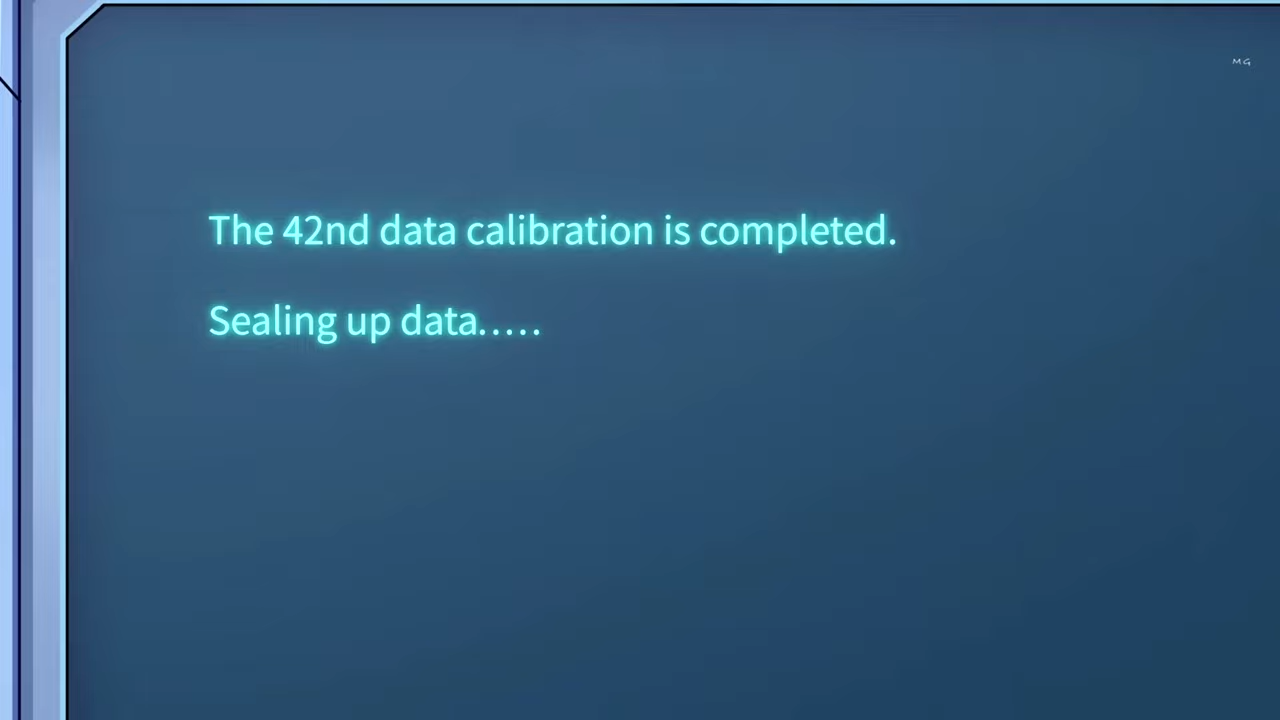 MG
The 42nd data calibration is completed.
Sealing up data.....